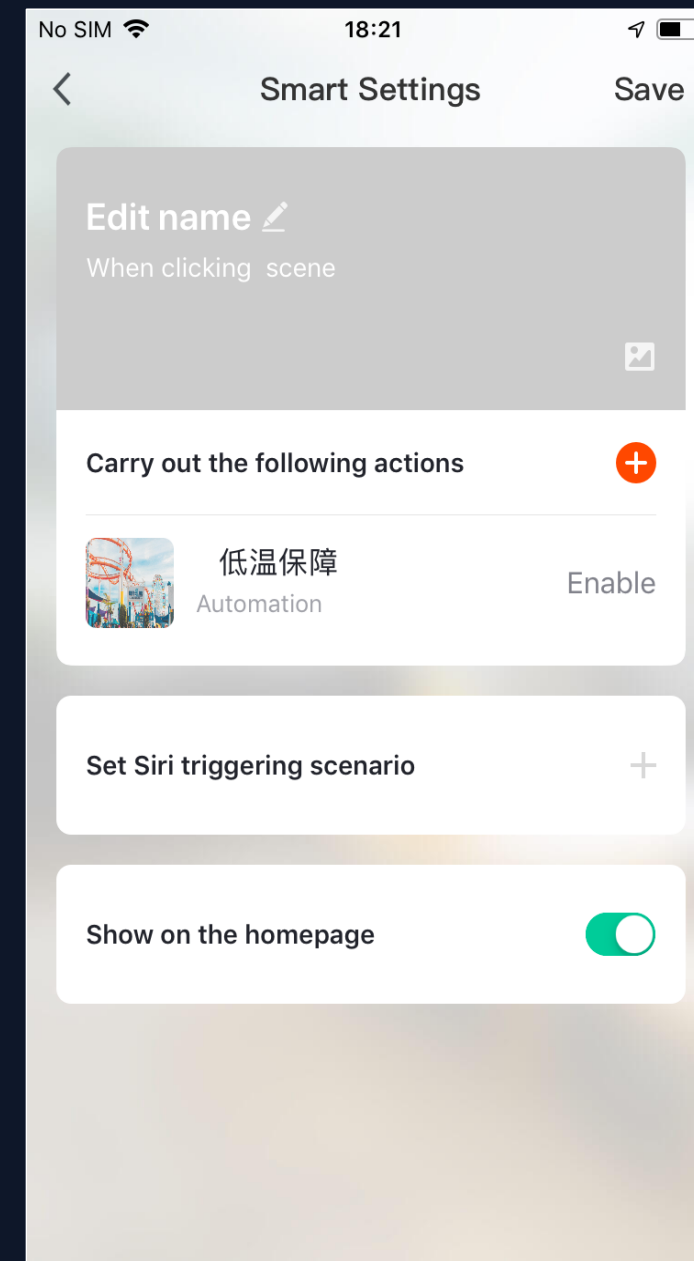 No SIM 18:21
Smart Settings Save
Edit name
When clicking scene
Carry out the following actions
低温保障
Automation
Enable
Set Siri triggering scenario
Show on the homepage